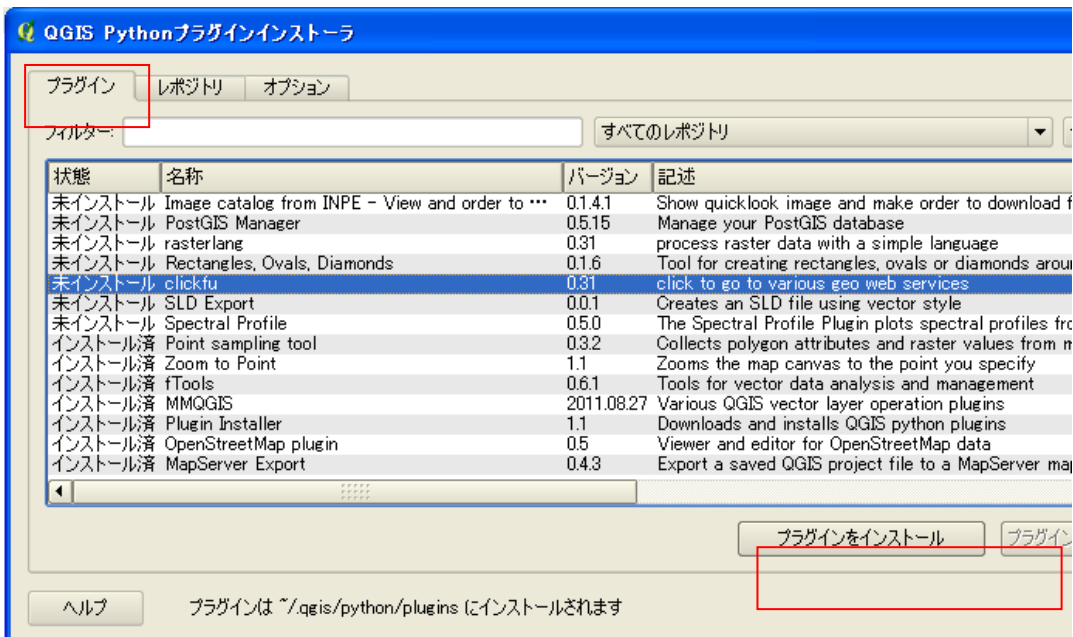 QGIS Pythonプラグインインストーラ
プラグイン レポジトリ オプション
フィルター: すべてのレポジトリ
状態 名称 バージョン 記述
未インストール Image catalog from INPE - View and order to ... 0.1.4.1 Show quicklook image and make order to download
未インストール PostGIS Manager 0.5.15 Manage your PostGIS database
未インストール rasterlang 0.31 process raster data with a simple language
未インストール Rectangles, Ovals, Diamonds 0.1.6 Tool for creating rectangles, ovals or diamonds
未インストール clickfu 0.31 click to go to various geo web services
未インストール SLD Export 0.0.1 Creates an SLD file using vector style
未インストール Spectral Profile 0.5.0 The Spectral Profile Plugin plots spectral profiles
インストール済 Point sampling tool 0.3.2 Collects polygon attributes and raster values from
インストール済 Zoom to Point 1.1 Zooms the map canvas to the point you specify
インストール済 fTools 0.6.1 Tools for vector data analysis and management
インストール済 MMQGIS 2011.08.27 Various QGIS vector layer operation plugins
インストール済 Plugin Installer 1.1 Downloads and installs QGIS python plugins
インストール済 OpenStreetMap plugin 0.5 Viewer and editor for OpenStreetMap data
インストール済 MapServer Export 0.4.3 Export a saved QGIS project file to a MapServer
プラグインをインストール プラグイン
ヘルプ プラグインは ~/.qgis/python/plugins にインストールされます